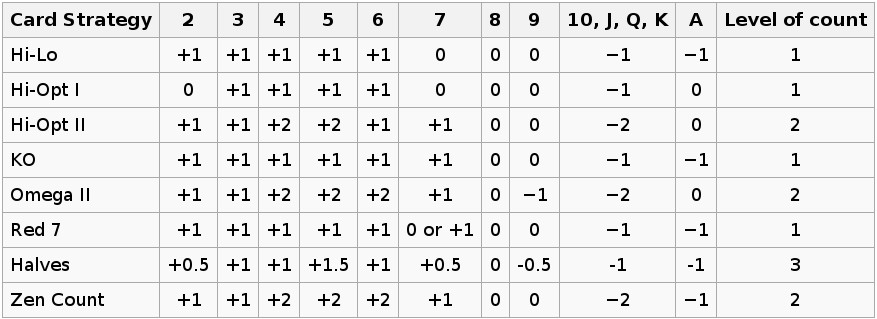 Card Strategy 2 3 4 5 6 7 8 9 10, J, Q, K A Level of count
Hi-Lo +1 +1 +1 +1 +1 0 0 0 −1 −1 1
Hi-Opt I 0 +1 +1 +1 +1 0 0 0 −1 0 1
Hi-Opt II +1 +1 +2 +2 +1 +1 0 0 −2 0 2
KO +1 +1 +1 +1 +1 +1 0 0 −1 −1 1
Omega II +1 +1 +2 +2 +2 +1 0 −1 −2 0 2
Red 7 +1 +1 +1 +1 +1 0 or +1 0 0 −1 −1 1
Halves +0.5 +1 +1 +1.5 +1 +0.5 0 -0.5 -1 -1 3
Zen Count +1 +1 +2 +2 +2 +1 0 0 −2 −1 2